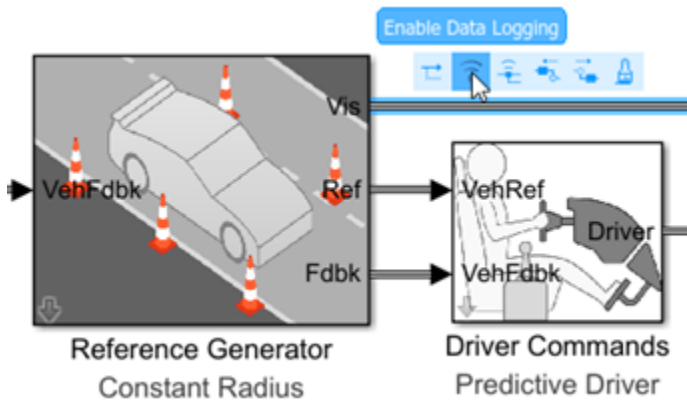 Enable Data Logging
Vis
VehFdbk
Ref
Fdbk
VehRef
VehFdbk
Driver
Reference Generator
Constant Radius
Driver Commands
Predictive Driver